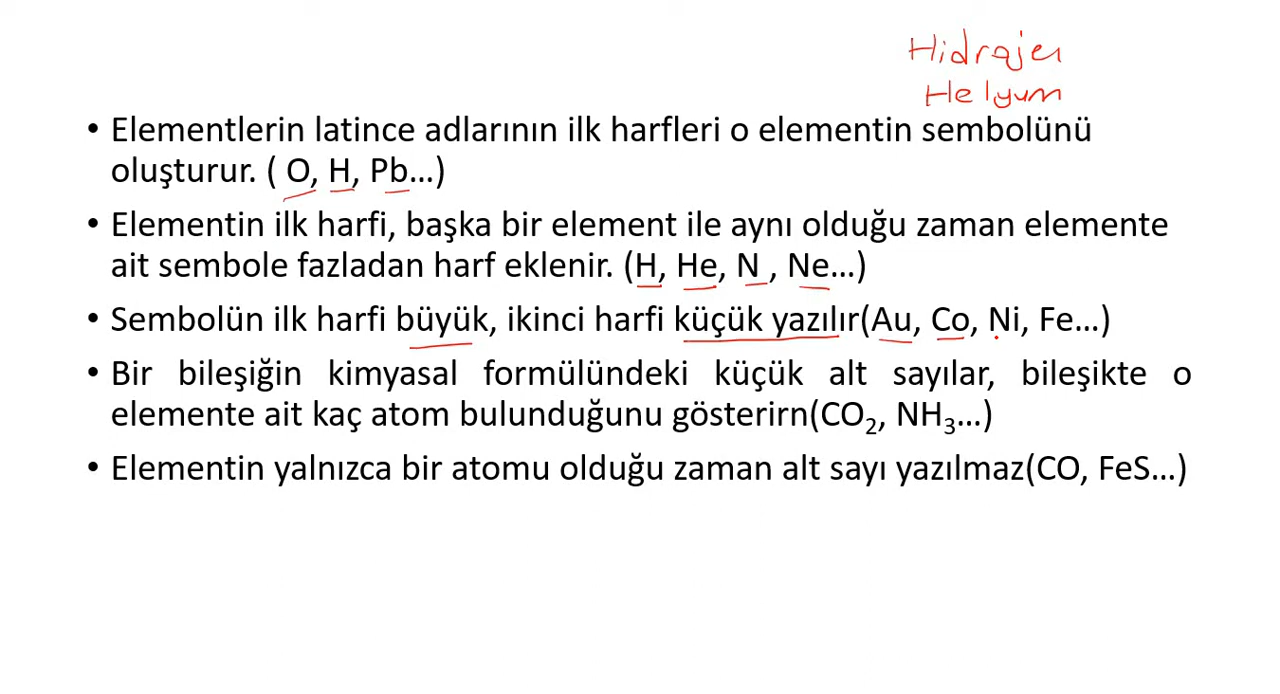 Hidrojen
Helyum
• Elementlerin latince adlarının ilk harfleri o elementin sembolünü
oluşturur. ( O, H, Pb...)
• Elementin ilk harfi, başka bir element ile aynı olduğu zaman elemente
ait sembole fazladan harf eklenir. (H, He, N , Ne...)
• Sembolün ilk harfi büyük, ikinci harfi küçük yazılır(Au, Co, Ni, Fe...)
• Bir bileşiğin kimyasal formülündeki küçük alt sayılar, bileşikte o
elemente ait kaç atom bulunduğunu gösterirn(CO₂, NH₃...)
• Elementin yalnızca bir atomu olduğu zaman alt sayı yazılmaz(CO, FeS...)